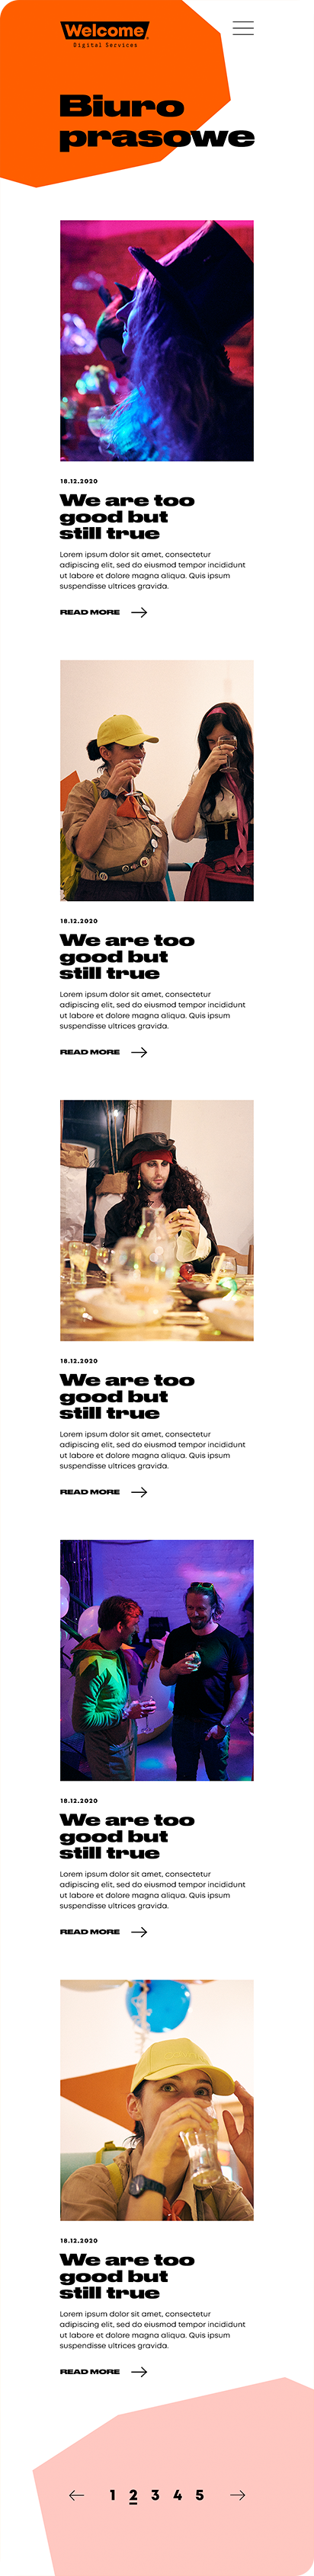 Welcome
Digital Services
Biuro
prasowe
18.12.2020
We are too
good but
still true
Lorem ipsum dolor sit amet, consectetur
adipiscing elit, sed do eiusmod tempor incididunt
ut labore et dolore magna aliqua. Quis ipsum
suspendisse ultrices gravida.
READ MORE
18.12.2020
We are too
good but
still true
Lorem ipsum dolor sit amet, consectetur
adipiscing elit, sed do eiusmod tempor incididunt
ut labore et dolore magna aliqua. Quis ipsum
suspendisse ultrices gravida.
READ MORE
18.12.2020
We are too
good but
still true
Lorem ipsum dolor sit amet, consectetur
adipiscing elit, sed do eiusmod tempor incididunt
ut labore et dolore magna aliqua. Quis ipsum
suspendisse ultrices gravida.
READ MORE
18.12.2020
We are too
good but
still true
Lorem ipsum dolor sit amet, consectetur
adipiscing elit, sed do eiusmod tempor incididunt
ut labore et dolore magna aliqua. Quis ipsum
suspendisse ultrices gravida.
READ MORE
18.12.2020
We are too
good but
still true
Lorem ipsum dolor sit amet, consectetur
adipiscing elit, sed do eiusmod tempor incididunt
ut labore et dolore magna aliqua. Quis ipsum
suspendisse ultrices gravida.
READ MORE
1 2 3 4 5